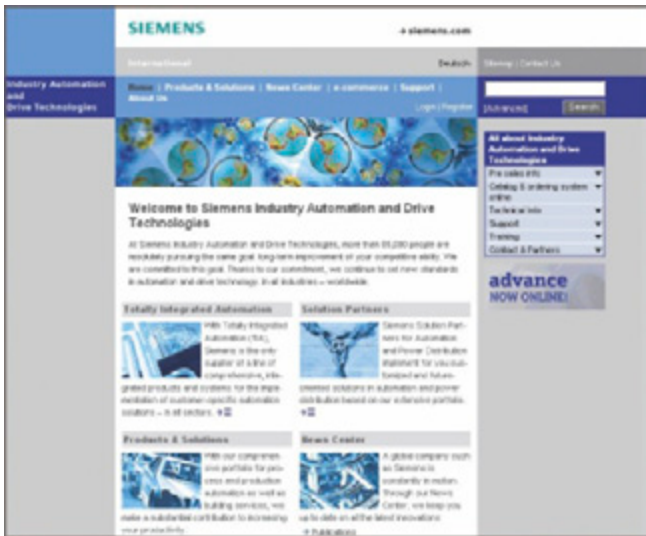 SIEMENS
→ siemens.com
International
Deutsch
Sitemap | Contact Us
Industry Automation
and
Drive Technologies
Home | Products & Solutions | News Center | e-commerce | Support |
About Us
Login | Register
[Advanced]
Search
All about Industry
Automation and Drive
Technologies
Pre sales info
Catalog & ordering system
online
Technical info
Support
Training
Contact & Partners
advance
NOW ONLINE!
Welcome to Siemens Industry Automation and Drive
Technologies
At Siemens Industry Automation and Drive Technologies, more than people are
resolutely pursuing the same goal: long-term improvement of your competitive ability. We
are committed to this goal. Thanks to our commitment, we continue to set new standards
in automation and drive technology. In all industries – worldwide.
Totally Integrated Automation
With Totally Integrated
Automation (TIA),
Siemens is the only
supplier of a line of
comprehensive, inte-
grated products and systems for the imple-
mentation of customer-specific automation
solutions – in all sectors.
Solution Partners
Siemens Solution Part-
ners for Automation
and Power Distribution
implement for you cus-
tomized and future-
oriented solutions in automation and power
distribution based on our extensive portfolio.
Products & Solutions
With our comprehen-
sive portfolio for pro-
cess and production
automation as well as
building services, we
make a substantial contribution to increasing
your productivity.
News Center
A global company such
as Siemens is
constantly in motion.
Through our News
Center, we keep you
up to date on all the latest innovations.
→ Publications